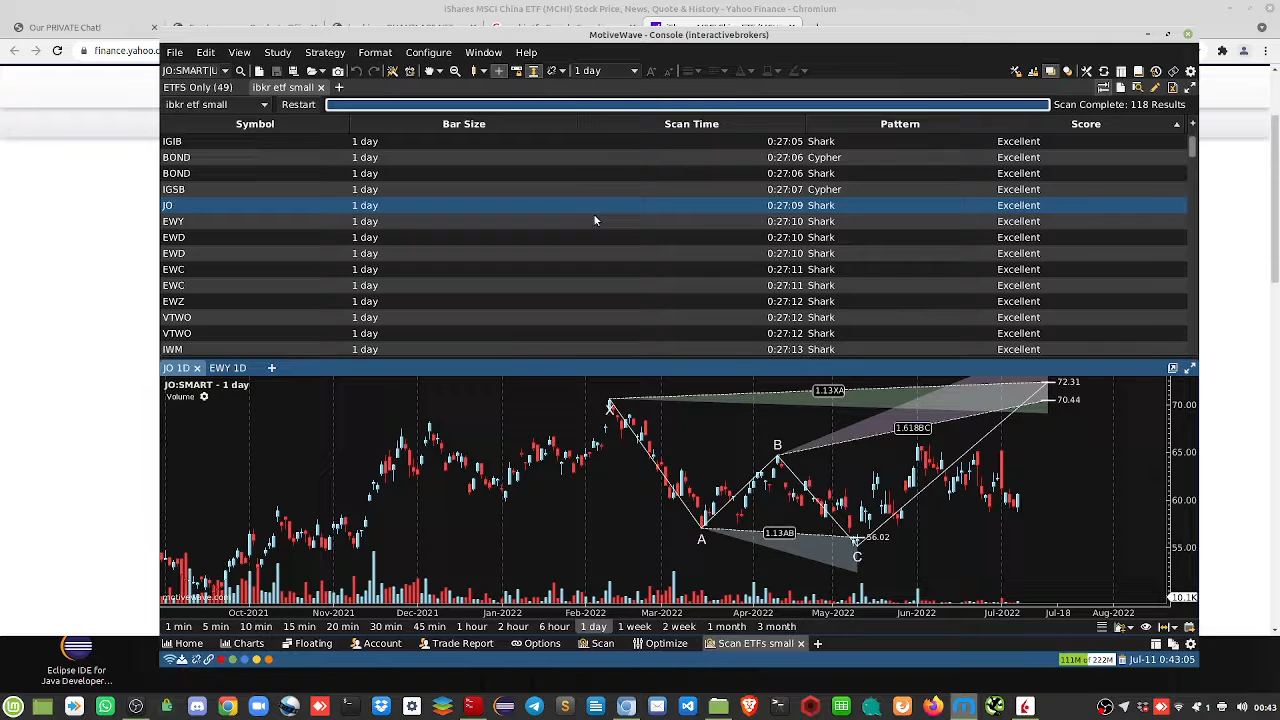 iShares MSCI China ETF (MCHI) Stock Price, News, Quote & History - Yahoo Finance - Chromium
Our PRIVATE Chat!
finance.yahoo.c
MotiveWave - Console (interactivebrokers)
File Edit View Study Strategy Format Configure Window Help
JO:SMART(U
1 day
ETFS Only (49) ibkr etf small
ibkr etf small Restart Scan Complete: 118 Results
Symbol Bar Size Scan Time Pattern Score
IGIB 1 day 0:27:05 Shark Excellent
BOND 1 day 0:27:06 Cypher Excellent
BOND 1 day 0:27:06 Shark Excellent
IGSB 1 day 0:27:07 Cypher Excellent
JO 1 day 0:27:09 Shark Excellent
EWY 1 day 0:27:10 Shark Excellent
EWD 1 day 0:27:10 Shark Excellent
EWD 1 day 0:27:10 Shark Excellent
EWC 1 day 0:27:11 Shark Excellent
EWC 1 day 0:27:11 Shark Excellent
EWZ 1 day 0:27:12 Shark Excellent
VTWO 1 day 0:27:12 Shark Excellent
VTWO 1 day 0:27:12 Shark Excellent
IWM 1 day 0:27:13 Shark Excellent
JO 1D EWY 1D
JO:SMART - 1 day
Volume
72.31
1.13XA
70.44
70.00
X
1.618BC
B
65.00
60.00
1.13AB
56.02
A
C
55.00
motivewave.com
10.1K
Oct-2021 Nov-2021 Dec-2021 Jan-2022 Feb-2022 Mar-2022 Apr-2022 May-2022 Jun-2022 Jul-2022 Jul-18 Aug-2022
1 min 5 min 10 min 15 min 20 min 30 min 45 min 1 hour 2 hour 6 hour 1 day 1 week 2 week 1 month 3 month
Home Charts Trade Report Account Options Scan Optimize Scan ETFs small
111M of 222M Jul-11 0:43:05
Eclipse IDE for
Java Developer...
1 00:43